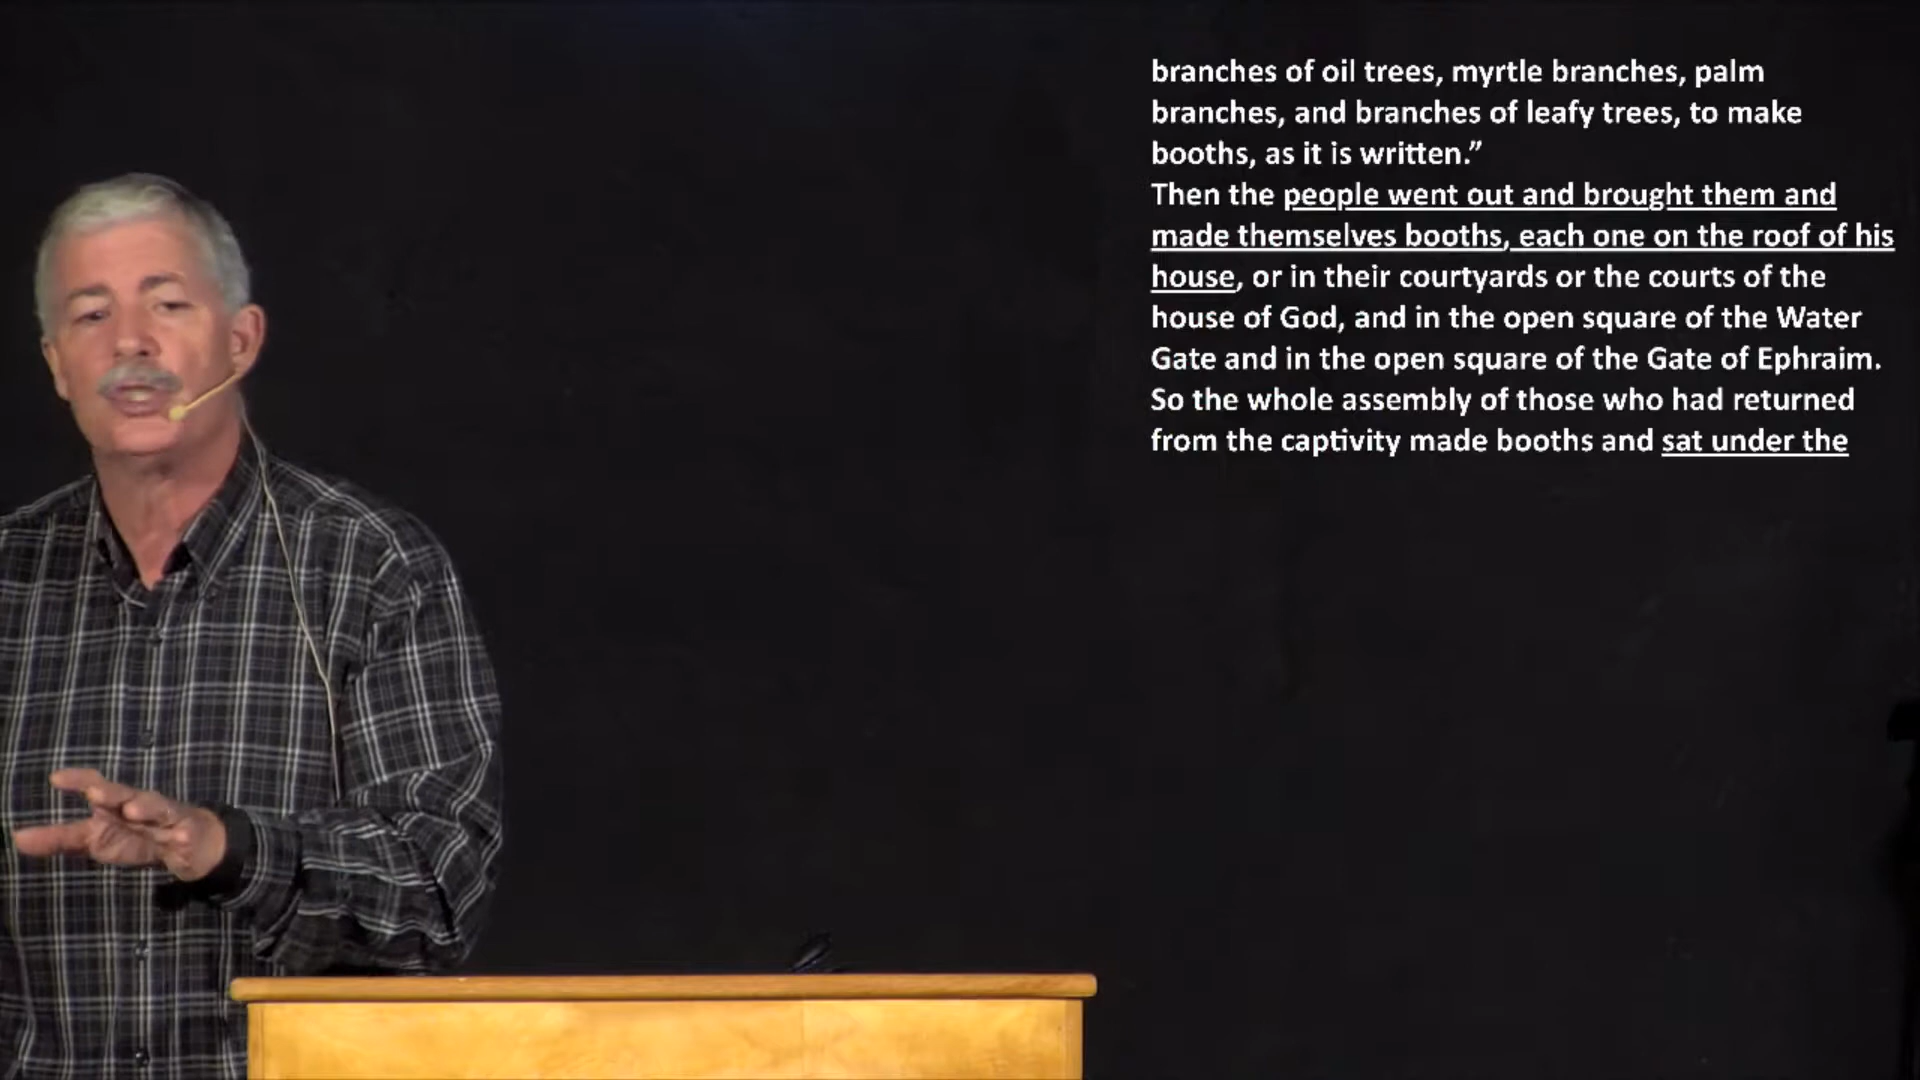 branches of oil trees, myrtle branches, palm
branches, and branches of leafy trees, to make
booths, as it is written.”
Then the people went out and brought them and
made themselves booths, each one on the roof of his
house, or in their courtyards or the courts of the
house of God, and in the open square of the Water
Gate and in the open square of the Gate of Ephraim.
So the whole assembly of those who had returned
from the captivity made booths and sat under the